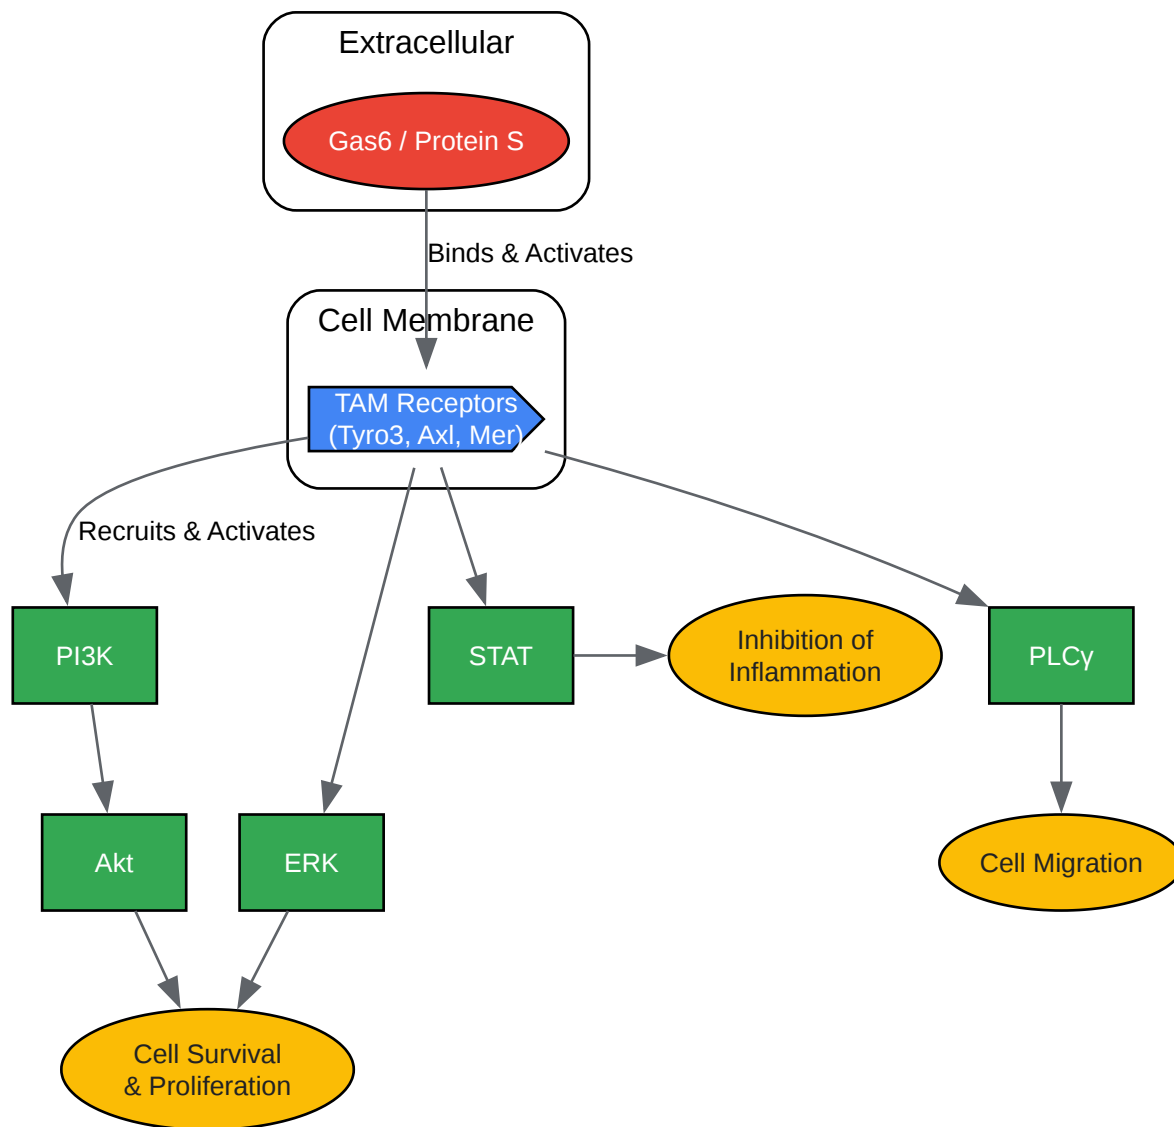 Extracellular
Gas6 / Protein S
Binds & Activates
Cell Membrane
TAM Receptors
(Tyro3, Axl, Mer)
Recruits & Activates
PI3K
STAT
Inhibition of
Inflammation
PLCγ
Akt
ERK
Cell Migration
Cell Survival
& Proliferation